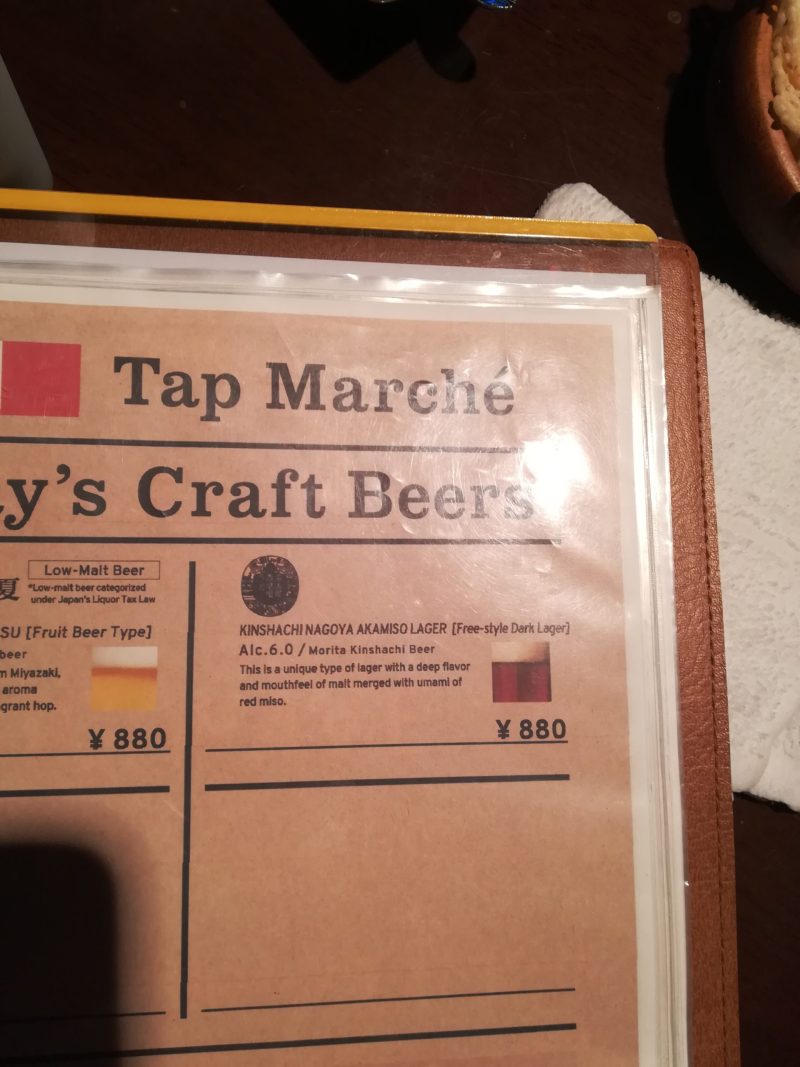 Tap Marché
ay's Craft Beers
夏
Low-Malt Beer
*Low-malt beer categorized
under Japan's Liquor Tax Law
SU [Fruit Beer Type]
beer
m Miyazaki,
aroma
grant hop.
¥ 880
KINSHACHI NAGOYA AKAMISO LAGER [Free-style Dark Lager]
Alc.6.0 / Morita Kinshachi Beer
This is a unique type of lager with a deep flavor
and mouthfeel of malt merged with umami of
red miso.
¥ 880